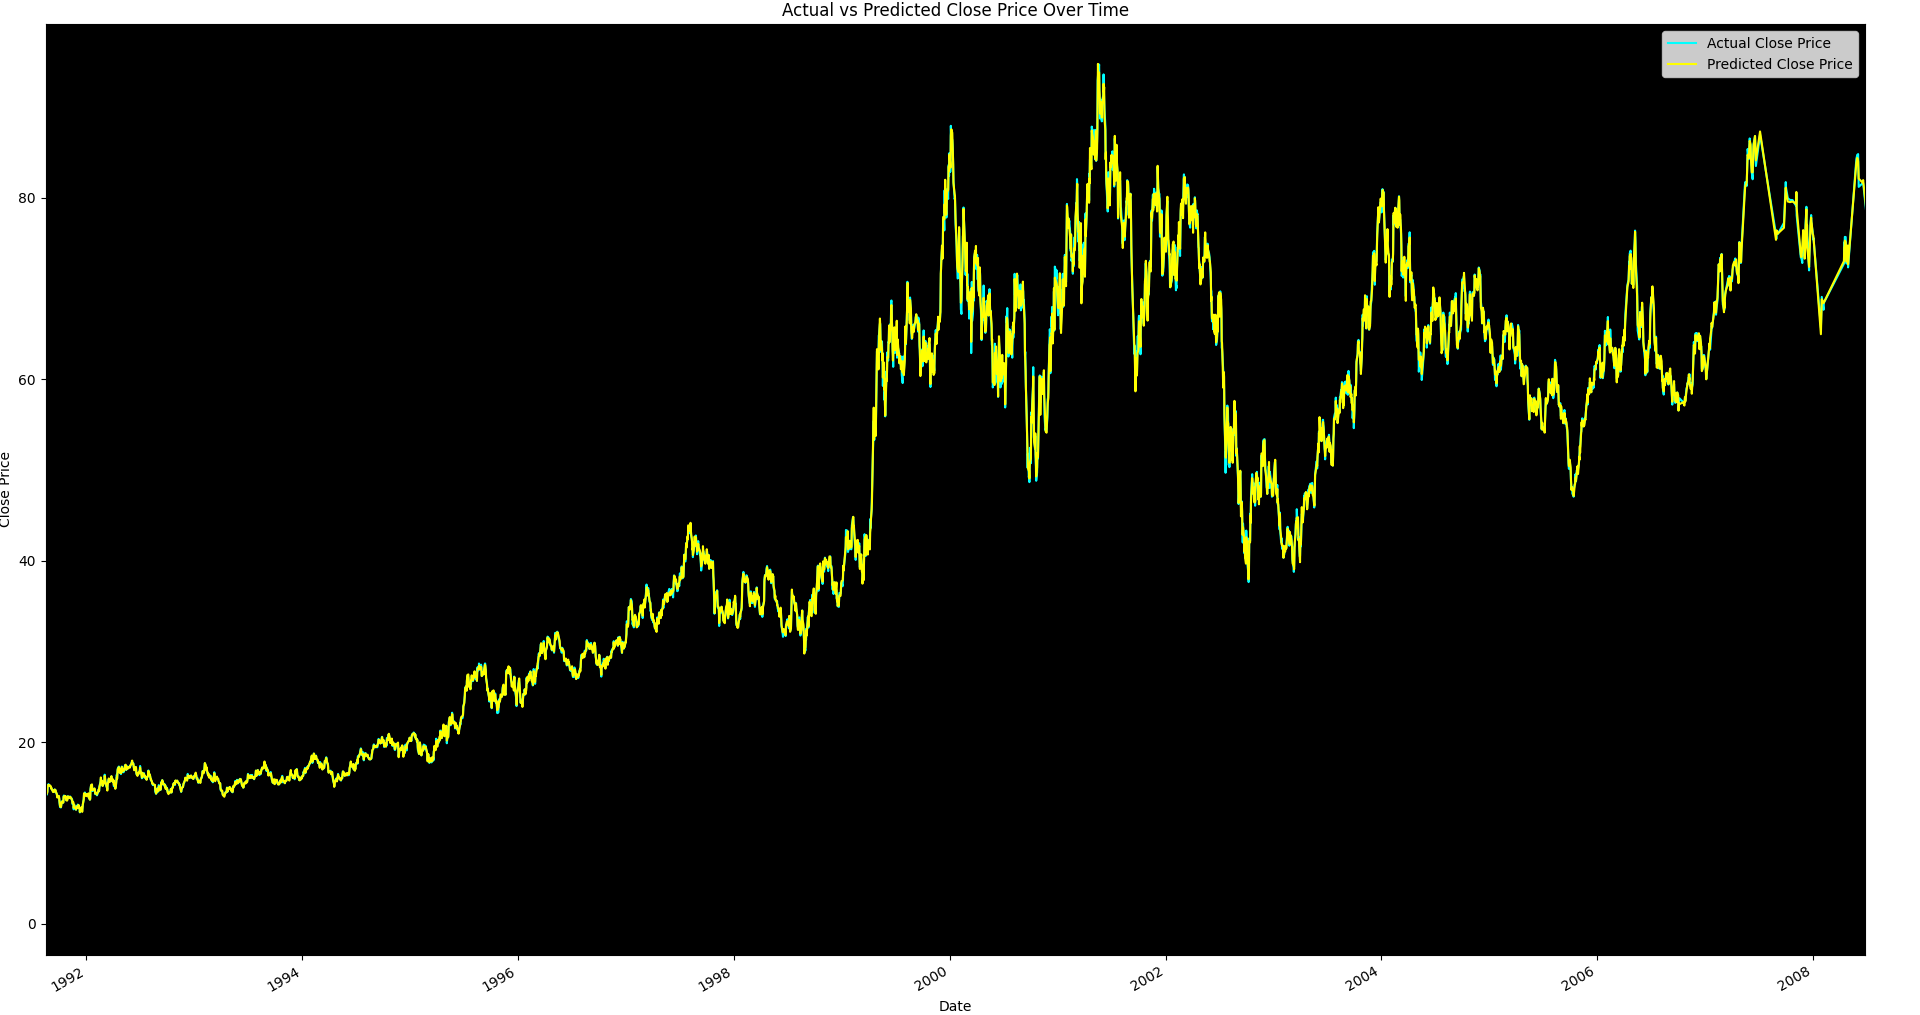 Actual vs Predicted Close Price Over Time
Actual Close Price
Predicted Close Price
Close Price
80
60
40
20
0
1992
1994
1996
1998
2000
2002
2004
2006
2008
Date